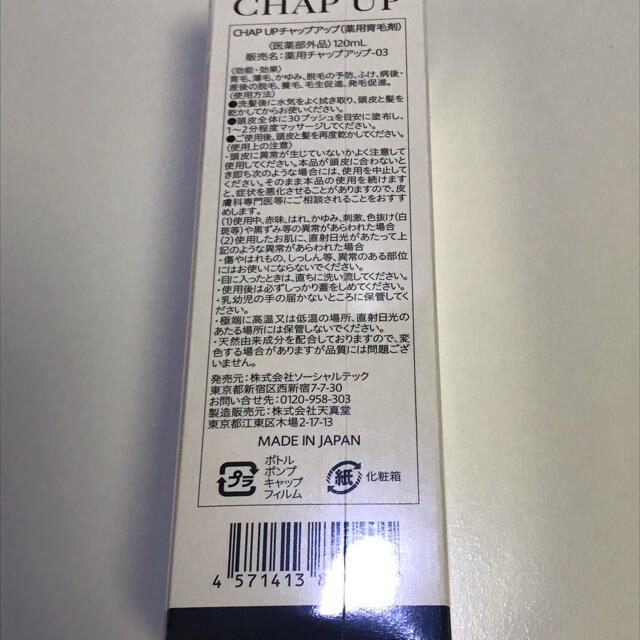 CHAP UP
CHAP UPチャップアップ(薬用育毛剤)
〈医薬部外品〉120mL
販売名:薬用チャップアップ-03
〈効能・効果〉
育毛、薄毛、かゆみ、脱毛の予防、ふけ、病後・
産後の脱毛、養毛、毛生促進、発毛促進。
〈使用方法〉
●洗髪後に水気をよく拭き取り、頭皮と髪を
乾かしてからお使いください。
●頭皮全体に30プッシュを目安に塗布し、
1〜2分程度マッサージしてください。
●ご使用後、頭皮と髪を再度乾かしてください。
〈使用上の注意〉
・頭皮に異常が生じていないかよく注意して
使用してください。本品が頭皮に合わないと
き即ち次のような場合には、使用を中止して
ください。そのまま本品の使用を続けます
と、症状を悪化させることがありますので、皮
膚科専門医等にご相談されることをおすす
めします。
(1)使用中、赤味、はれ、かゆみ、刺激、色抜け(白
斑等)や黒ずみ等の異常があらわれた場合
(2)使用したお肌に、直射日光があたって上
記のような異常があらわれた場合
・傷やはれもの、しっしん等、異常のある部位
にはお使いにならないでください。
・目に入ったときは、直ちに洗い流してください。
・使用後は必ずしっかり蓋をしめてください。
・乳幼児の手の届かないところに保管してく
ださい。
・極端に高温又は低温の場所、直射日光の
あたる場所には保管しないでください。
・天然由来成分を配合しておりますので、変
色する場合がありますが品質には問題ござ
いません。
発売元:株式会社ソーシャルテック
東京都新宿区西新宿7-7-30
お問い合せ先:0120-958-303
製造販売元:株式会社天真堂
東京都江東区木場2-17-13
MADE IN JAPAN
プラ
ボトル
ポンプ
キャップ
フィルム
紙
化粧箱
4 571413